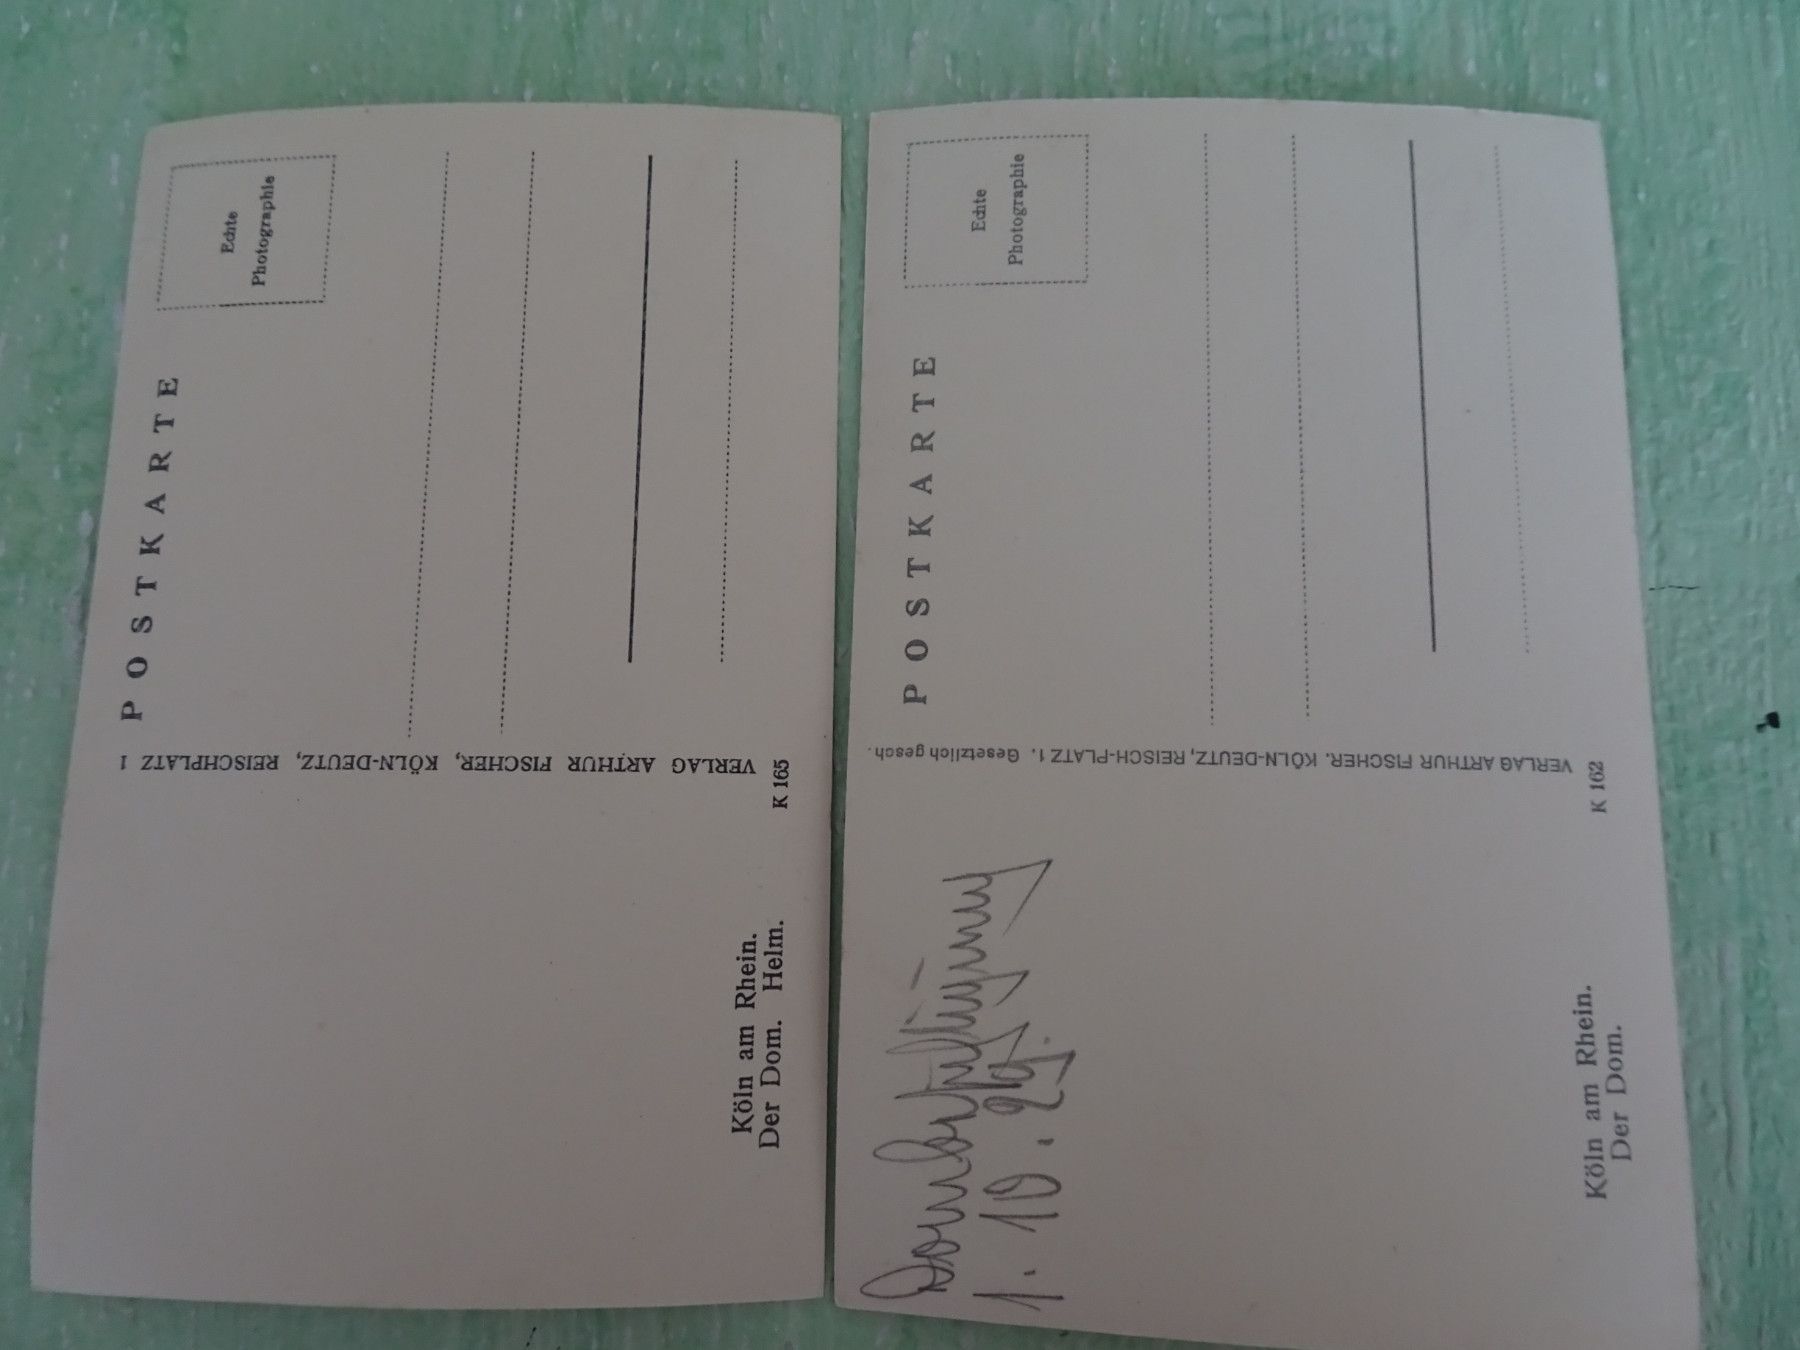 POSTKARTE
Echte
Photographie
VERLAG ARTHUR FISCHER, KÖLN-DEUTZ, REISCHPLATZ 1
K 165
Köln am Rhein.
Der Dom. Helm.
POSTKARTE
Echte
Photographie
VERLAG ARTHUR FISCHER. KÖLN-DEUTZ, REISCH-PLATZ 1. Gesetzlich gesch.
K 162
1. 10. 29.
Köln am Rhein.
Der Dom.